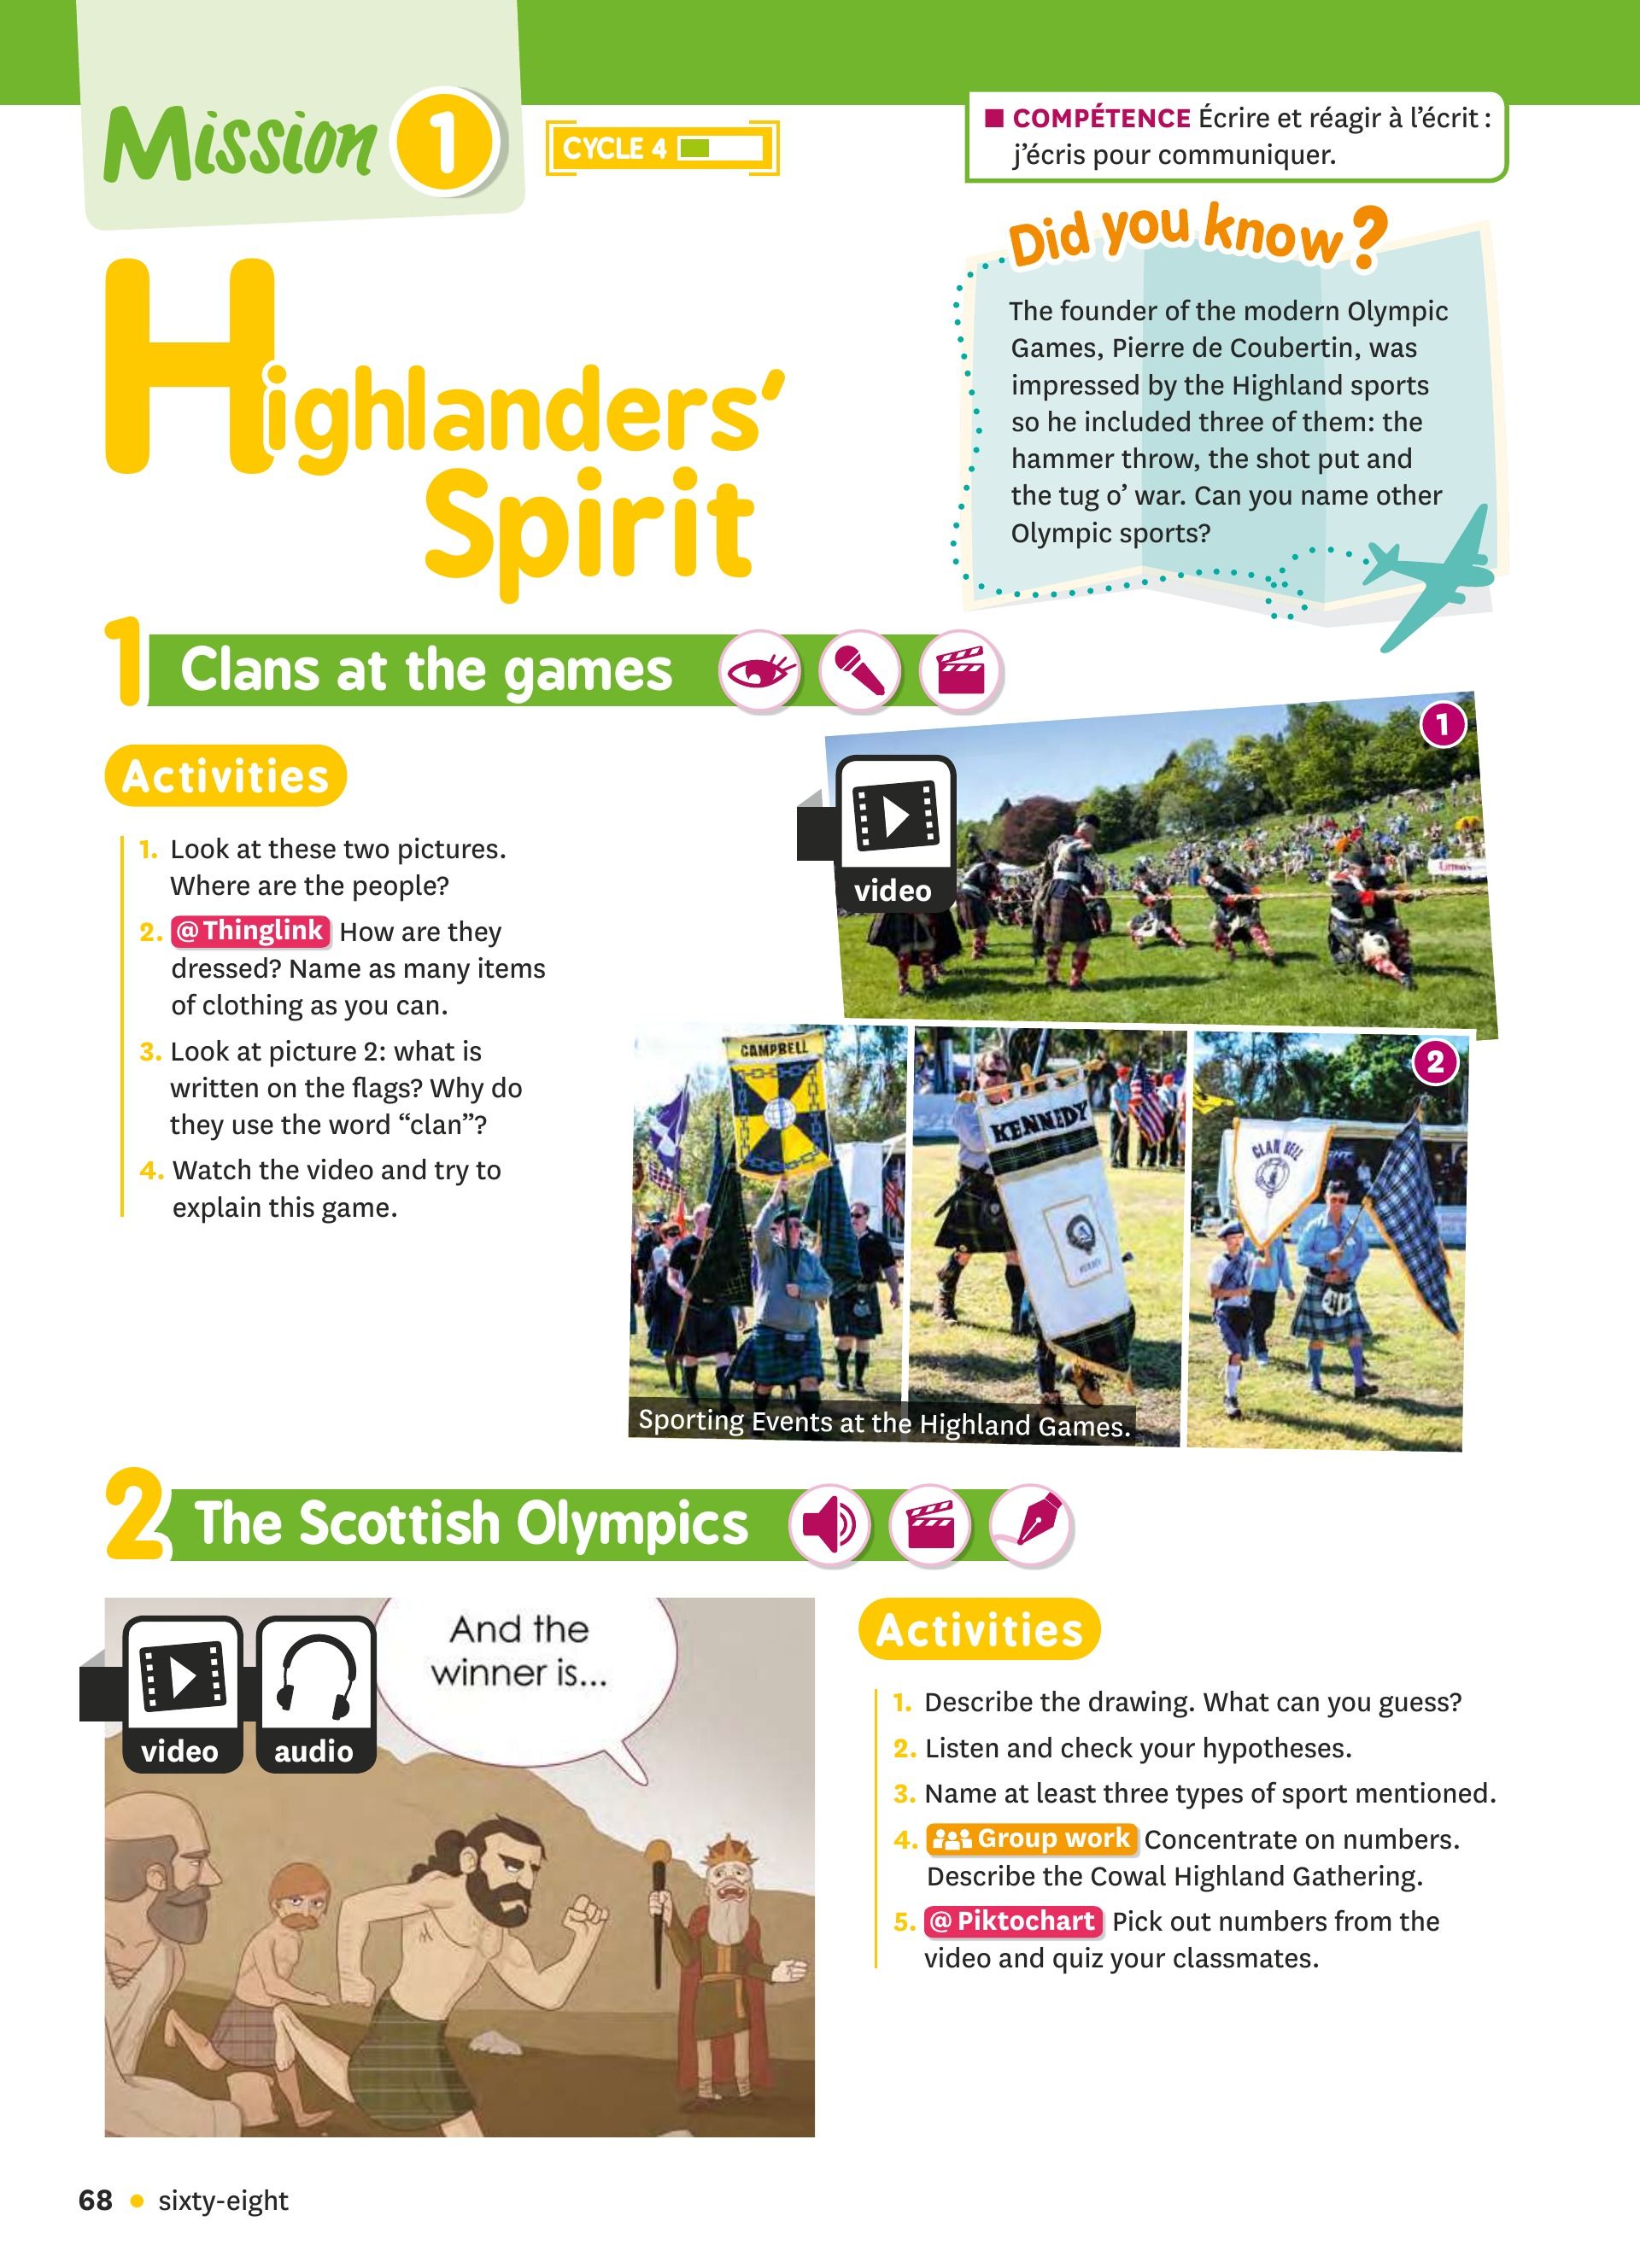 Mission 1
CYCLE 4
■ COMPÉTENCE Écrire et réagir à l'écrit :
j'écris pour communiquer.
Highlanders'
Spirit
Did you know?
The founder of the modern Olympic
Games, Pierre de Coubertin, was
impressed by the Highland sports
so he included three of them: the
hammer throw, the shot put and
the tug o' war. Can you name other
Olympic sports?
1 Clans at the games
Activities
1. Look at these two pictures.
Where are the people?
2. @Thinglink How are they
dressed? Name as many items
of clothing as you can.
3. Look at picture 2: what is
written on the flags? Why do
they use the word “clan”?
4. Watch the video and try to
explain this game.
video
1
2
CAMPBELL
KENNEDY
CLAN BELL
Sporting Events at the Highland Games.
2 The Scottish Olympics
video
audio
And the
winner is...
Activities
1. Describe the drawing. What can you guess?
2. Listen and check your hypotheses.
3. Name at least three types of sport mentioned.
4. Group work Concentrate on numbers.
Describe the Cowal Highland Gathering.
5. @Piktochart Pick out numbers from the
video and quiz your classmates.
68 • sixty-eight